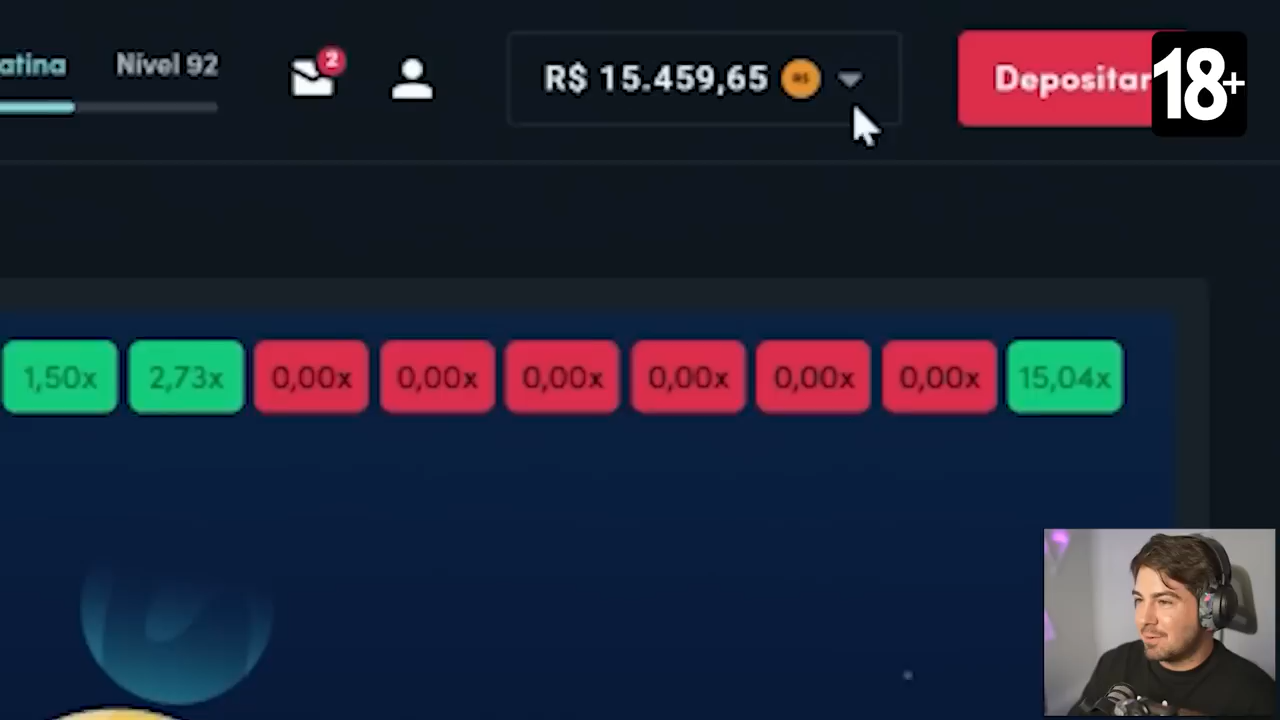 atina Nível 92
2
R$ 15.459,65 R$
Depositar
18+
1,50x 2,73x 0,00x 0,00x 0,00x 0,00x 0,00x 0,00x 15,04x